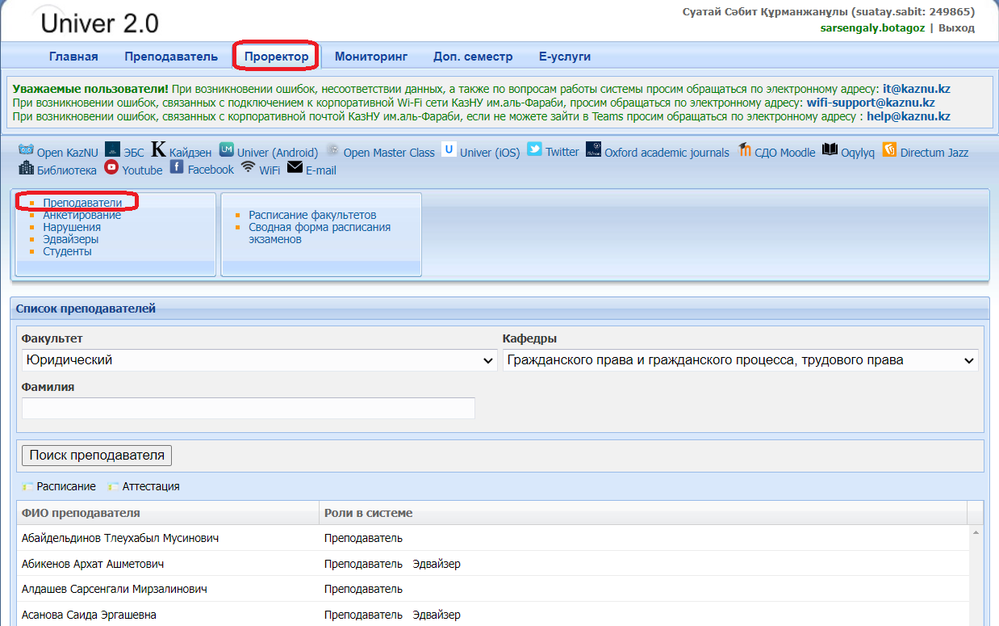 Univer 2.0
Суатай Сәбит Құрманжанұлы (suatay.sabit: 249865)
sarsengaly.botagoz | Выход
Главная Преподаватель Проректор Мониторинг Доп. семестр Е-услуги
Уважаемые пользователи! При возникновении ошибок, несоответствии данных, а также по вопросам работы системы просим обращаться по электронному адресу: it@kaznu.kz
При возникновении ошибок, связанных с подключением к корпоративной Wi-Fi сети КазНУ им.аль-Фараби, просим обращаться по электронному адресу: wifi-support@kaznu.kz
При возникновении ошибок, связанных с корпоративной почтой КазНУ им.аль-Фараби, если не можете зайти в Teams просим обращаться по электронному адресу : help@kaznu.kz
Open KazNU ЭБС Кайдзен Univer (Android) Open Master Class Univer (iOS) Twitter Oxford academic journals СДО Moodle Oqylyq Directum Jazz
Библиотека Youtube Facebook WiFi E-mail
Преподаватели
Анкетирование
Нарушения
Эдвайзеры
Студенты
Расписание факультетов
Сводная форма расписания
экзаменов
Список преподавателей
Факультет Кафедры
Юридический Гражданского права и гражданского процесса, трудового права
Фамилия
Поиск преподавателя
Расписание Аттестация
ФИО преподавателя Роли в системе
Абайдельдинов Тлеухабыл Мусинович Преподаватель
Абикенов Архат Ашметович Преподаватель Эдвайзер
Алдашев Сарсенгали Мирзалинович Преподаватель
Асанова Саида Эргашевна Преподаватель Эдвайзер